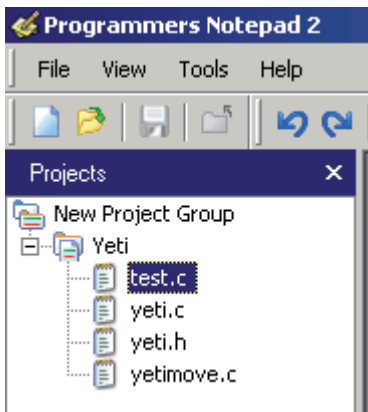 Programmers Notepad 2
File View Tools Help
Projects
New Project Group
Yeti
test.c
yeti.c
yeti.h
yetimove.c